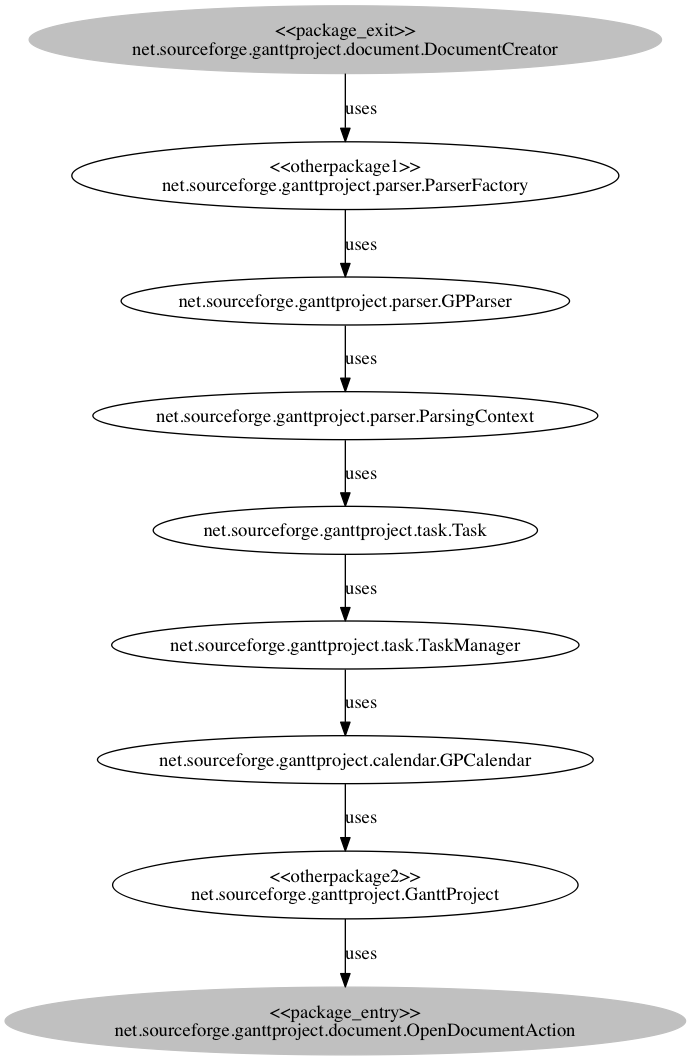 <<package_exit>>
net.sourceforge.ganttproject.document.DocumentCreator
uses
<<otherpackage1>>
net.sourceforge.ganttproject.parser.ParserFactory
uses
net.sourceforge.ganttproject.parser.GPParser
uses
net.sourceforge.ganttproject.parser.ParsingContext
uses
net.sourceforge.ganttproject.task.Task
uses
net.sourceforge.ganttproject.task.TaskManager
uses
net.sourceforge.ganttproject.calendar.GPCalendar
uses
<<otherpackage2>>
net.sourceforge.ganttproject.GanttProject
uses
<<package_entry>>
net.sourceforge.ganttproject.document.OpenDocumentAction